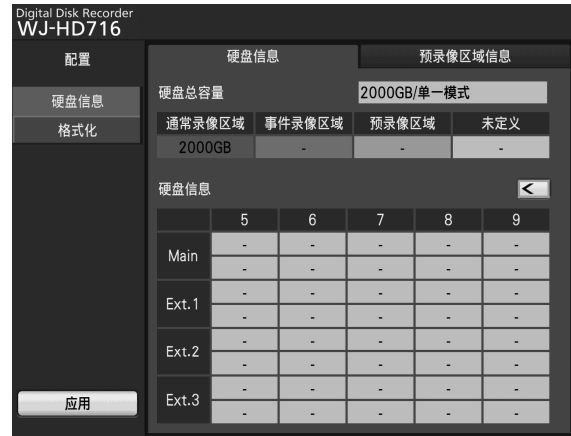 Digital Disk Recorder
WJ-HD716
配置
硬盘信息
格式化
应用
硬盘信息 预录像区域信息
硬盘总容量 2000GB/单一模式
通常录像区域 事件录像区域 预录像区域 未定义
2000GB - - -
硬盘信息 <
5 6 7 8 9
Main - - - - -
- - - - -
Ext.1 - - - - -
- - - - -
Ext.2 - - - - -
- - - - -
Ext.3 - - - - -
- - - - -